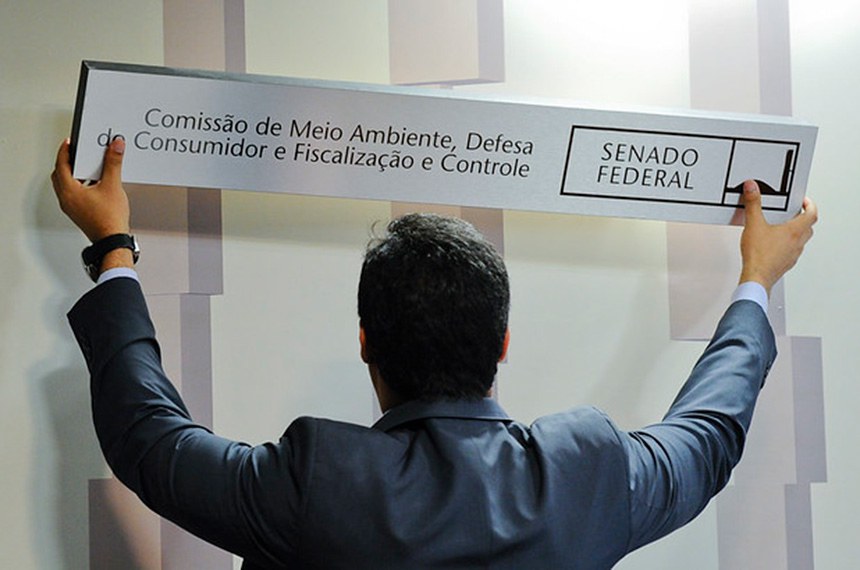 Comissão de Meio Ambiente, Defesa
do Consumidor e Fiscalização e Controle
SENADO
FEDERAL